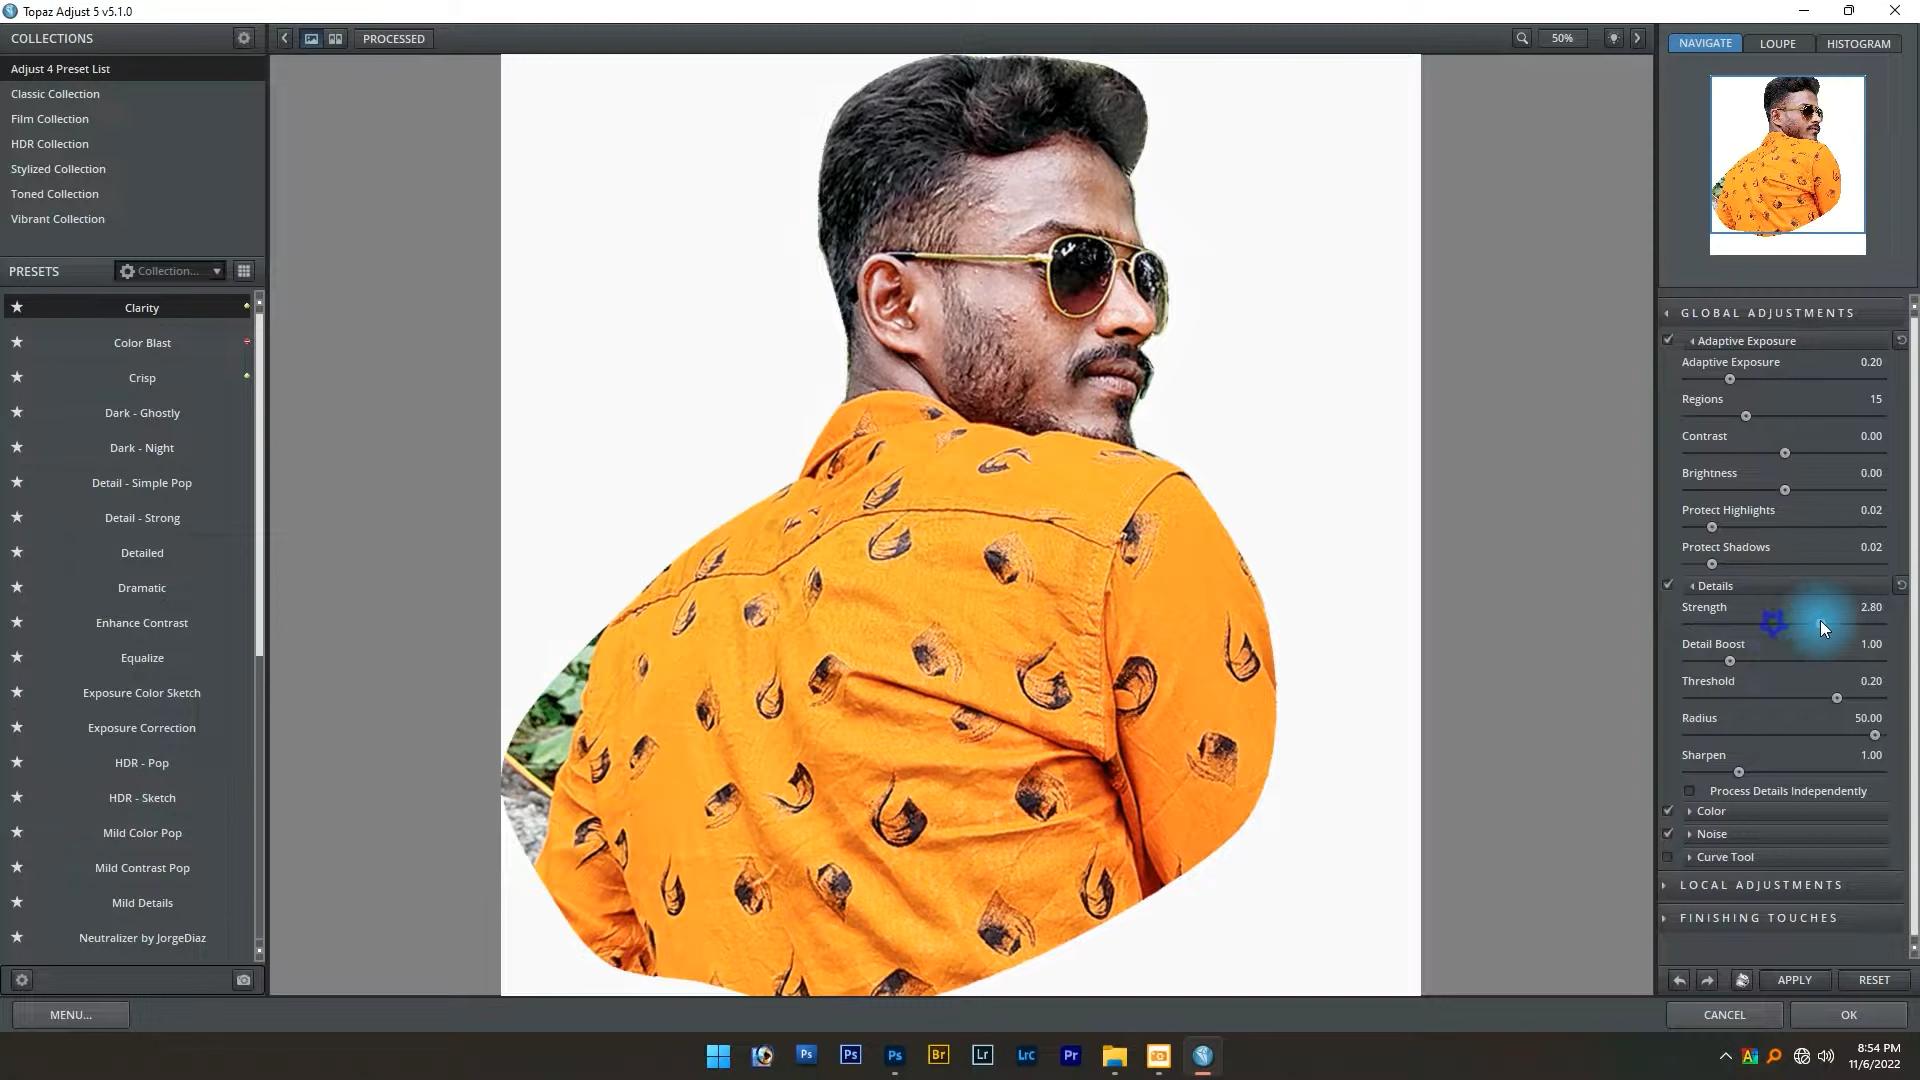 Topaz Adjust 5 v5.1.0
COLLECTIONS
PROCESSED
50%
NAVIGATE
LOUPE
HISTOGRAM
Adjust 4 Preset List
Classic Collection
Film Collection
HDR Collection
Stylized Collection
Toned Collection
Vibrant Collection
PRESETS
Collection...
Clarity
Color Blast
Crisp
Dark - Ghostly
Dark - Night
Detail - Simple Pop
Detail - Strong
Detailed
Dramatic
Enhance Contrast
Equalize
Exposure Color Sketch
Exposure Correction
HDR - Pop
HDR - Sketch
Mild Color Pop
Mild Contrast Pop
Mild Details
Neutralizer by JorgeDiaz
GLOBAL ADJUSTMENTS
Adaptive Exposure
Adaptive Exposure 0.20
Regions 15
Contrast 0.00
Brightness 0.00
Protect Highlights 0.02
Protect Shadows 0.02
Details
Strength 2.80
Detail Boost 1.00
Threshold 0.20
Radius 50.00
Sharpen 1.00
Process Details Independently
Color
Noise
Curve Tool
LOCAL ADJUSTMENTS
FINISHING TOUCHES
APPLY
RESET
MENU...
CANCEL
OK
Ps
Ps
Ps
Br
Lr
LrC
Pr
8:54 PM
11/6/2022